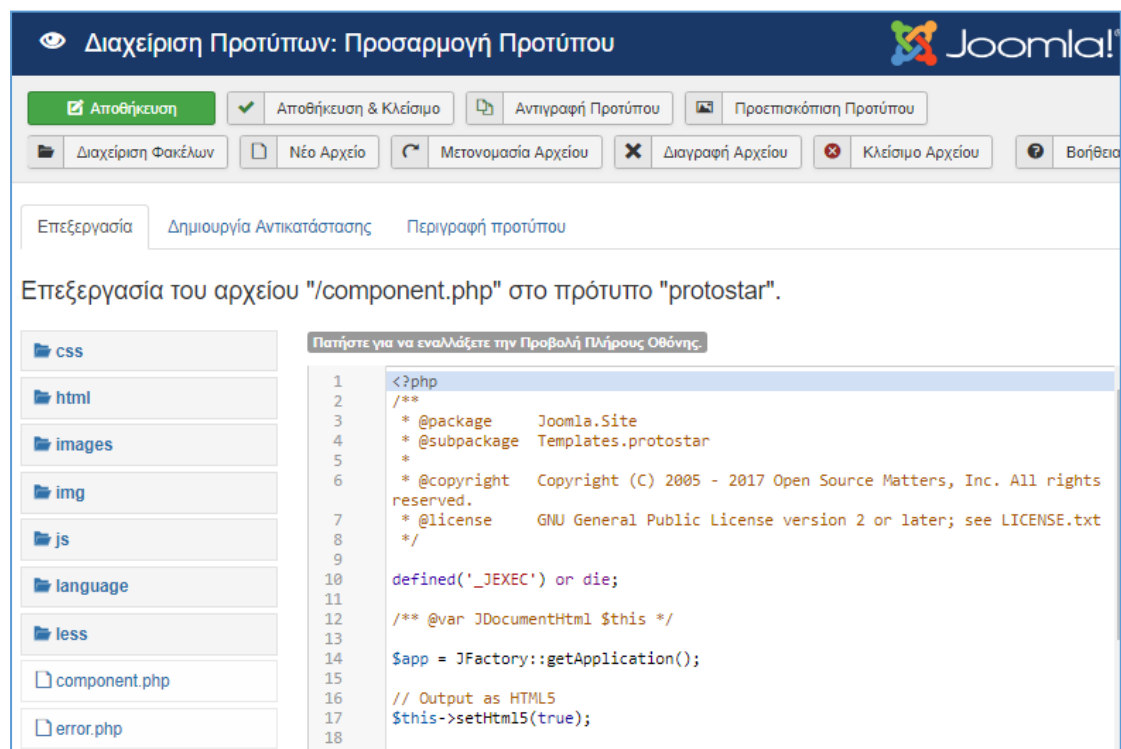 Διαχείριση Προτύπων: Προσαρμογή Προτύπου
Joomla!®
Αποθήκευση
Αποθήκευση & Κλείσιμο
Αντιγραφή Προτύπου
Προεπισκόπιση Προτύπου
Διαχείριση Φακέλων
Νέο Αρχείο
Μετονομασία Αρχείου
Διαγραφή Αρχείου
Κλείσιμο Αρχείου
Βοήθεια
Επεξεργασία
Δημιουργία Αντικατάστασης
Περιγραφή προτύπου
Επεξεργασία του αρχείου "/component.php" στο πρότυπο "protostar".
css
html
images
img
js
language
less
component.php
error.php
Πατήστε για να εναλλάξετε την Προβολή Πλήρους Οθόνης.
1 <?php
2 /**
3 * @package Joomla.Site
4 * @subpackage Templates.protostar
5 *
6 * @copyright Copyright (C) 2005 - 2017 Open Source Matters, Inc. All rights
reserved.
7 * @license GNU General Public License version 2 or later; see LICENSE.txt
8 */
9
10 defined('_JEXEC') or die;
11
12 /** @var JDocumentHtml $this */
13
14 $app = JFactory::getApplication();
15
16 // Output as HTML5
17 $this->setHtml5(true);
18